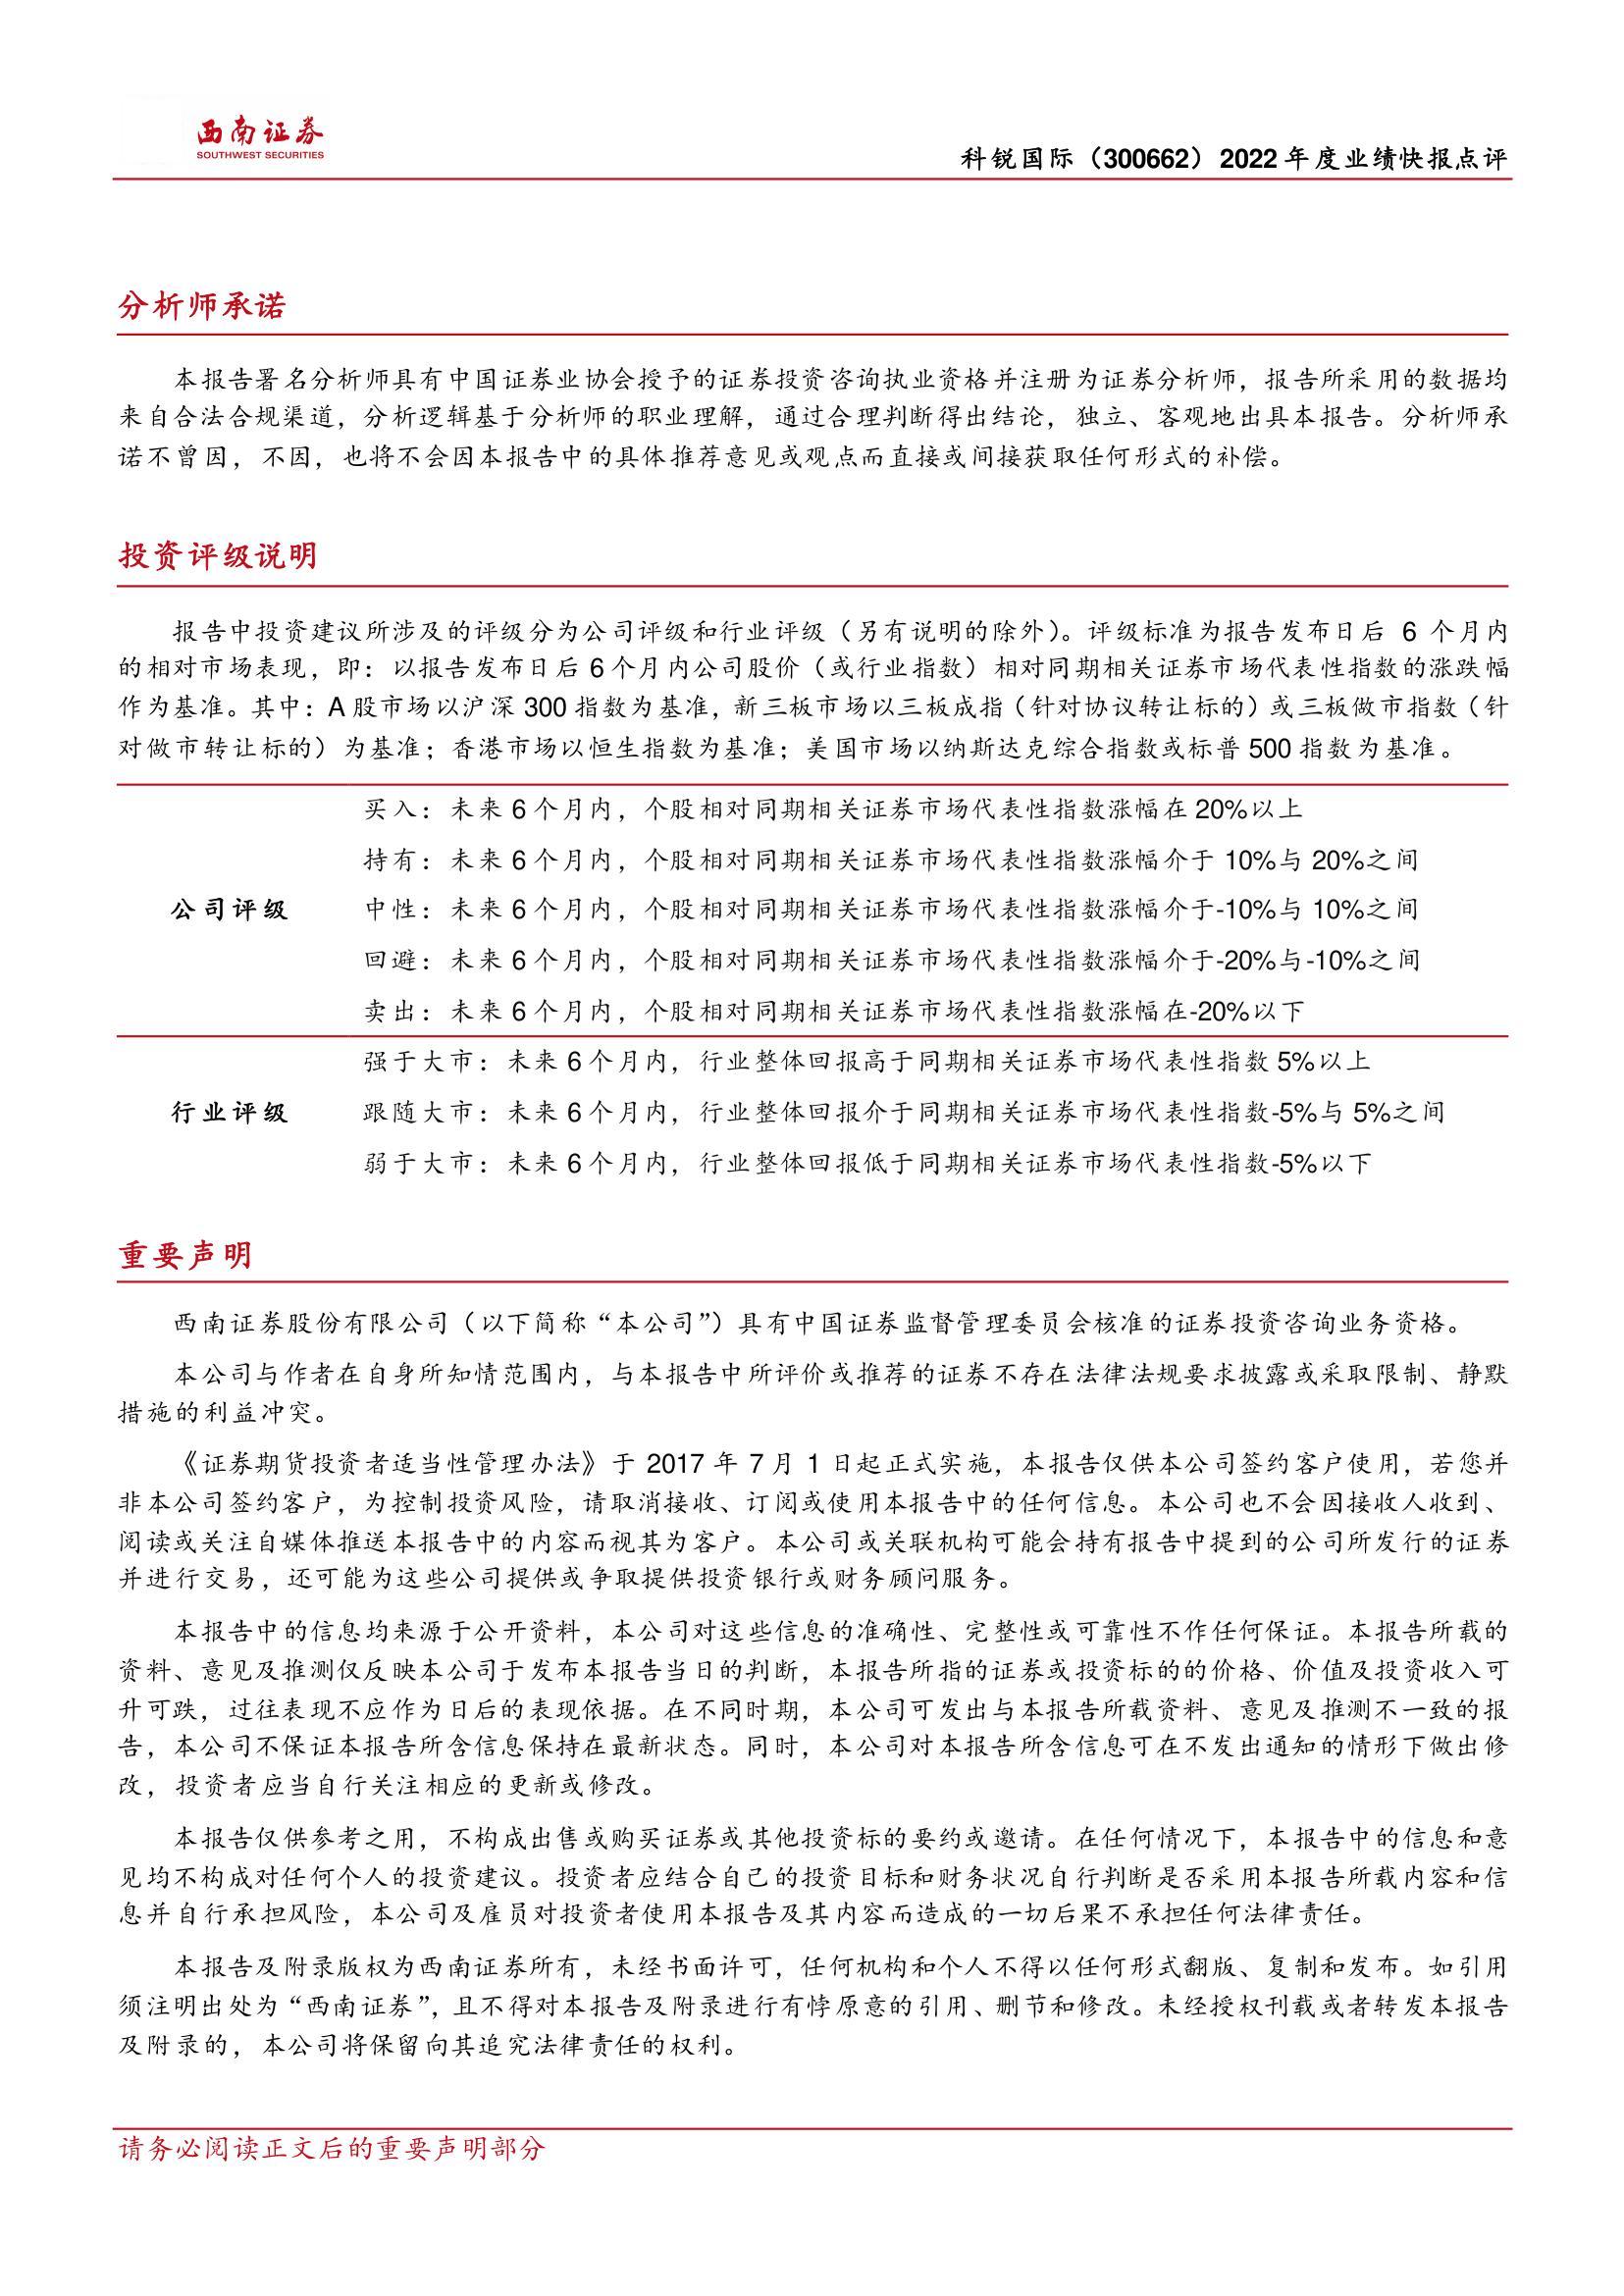 西南证券
SOUTHWEST SECURITIES
科锐国际（300662）2022年度业绩快报点评
分析师承诺
本报告署名分析师具有中国证券业协会授予的证券投资咨询执业资格并注册为证券分析师，报告所采用的数据均
来自合法合规渠道，分析逻辑基于分析师的职业理解，通过合理判断得出结论，独立、客观地出具本报告。分析师承
诺不曾因，不因，也将不会因本报告中的具体推荐意见或观点而直接或间接获取任何形式的补偿。
投资评级说明
报告中投资建议所涉及的评级分为公司评级和行业评级（另有说明的除外）。评级标准为报告发布日后 6 个月内
的相对市场表现，即：以报告发布日后 6 个月内公司股价（或行业指数）相对同期相关证券市场代表性指数的涨跌幅
作为基准。其中：A 股市场以沪深 300 指数为基准，新三板市场以三板成指（针对协议转让标的）或三板做市指数（针
对做市转让标的）为基准；香港市场以恒生指数为基准；美国市场以纳斯达克综合指数或标普 500 指数为基准。
买入：未来 6 个月内，个股相对同期相关证券市场代表性指数涨幅在 20%以上
持有：未来 6 个月内，个股相对同期相关证券市场代表性指数涨幅介于 10%与 20%之间
公司评级 中性：未来 6 个月内，个股相对同期相关证券市场代表性指数涨幅介于-10%与 10%之间
回避：未来 6 个月内，个股相对同期相关证券市场代表性指数涨幅介于-20%与-10%之间
卖出：未来 6 个月内，个股相对同期相关证券市场代表性指数涨幅在-20%以下
强于大市：未来 6 个月内，行业整体回报高于同期相关证券市场代表性指数 5%以上
行业评级 跟随大市：未来 6 个月内，行业整体回报介于同期相关证券市场代表性指数-5%与 5%之间
弱于大市：未来 6 个月内，行业整体回报低于同期相关证券市场代表性指数-5%以下
重要声明
西南证券股份有限公司（以下简称“本公司”）具有中国证券监督管理委员会核准的证券投资咨询业务资格。
本公司与作者在自身所知情范围内，与本报告中所评价或推荐的证券不存在法律法规要求披露或采取限制、静默
措施的利益冲突。
《证券期货投资者适当性管理办法》于 2017 年 7 月 1 日起正式实施，本报告仅供本公司签约客户使用，若您并
非本公司签约客户，为控制投资风险，请取消接收、订阅或使用本报告中的任何信息。本公司也不会因接收人收到、
阅读或关注自媒体推送本报告中的内容而视其为客户。本公司或关联机构可能会持有报告中提到的公司所发行的证券
并进行交易，还可能为这些公司提供或争取提供投资银行或财务顾问服务。
本报告中的信息均来源于公开资料，本公司对这些信息的准确性、完整性或可靠性不作任何保证。本报告所载的
资料、意见及推测仅反映本公司于发布本报告当日的判断，本报告所指的证券或投资标的的价格、价值及投资收入可
升可跌，过往表现不应作为日后的表现依据。在不同时期，本公司可发出与本报告所载资料、意见及推测不一致的报
告，本公司不保证本报告所含信息保持在最新状态。同时，本公司对本报告所含信息可在不发出通知的情形下做出修
改，投资者应当自行关注相应的更新或修改。
本报告仅供参考之用，不构成出售或购买证券或其他投资标的要约或邀请。在任何情况下，本报告中的信息和意
见均不构成对任何个人的投资建议。投资者应结合自己的投资目标和财务状况自行判断是否采用本报告所载内容和信
息并自行承担风险，本公司及雇员对投资者使用本报告及其内容而造成的一切后果不承担任何法律责任。
本报告及附录版权为西南证券所有，未经书面许可，任何机构和个人不得以任何形式翻版、复制和发布。如引用
须注明出处为“西南证券”，且不得对本报告及附录进行有悖原意的引用、删节和修改。未经授权刊载或者转发本报告
及附录的，本公司将保留向其追究法律责任的权利。
请务必阅读正文后的重要声明部分